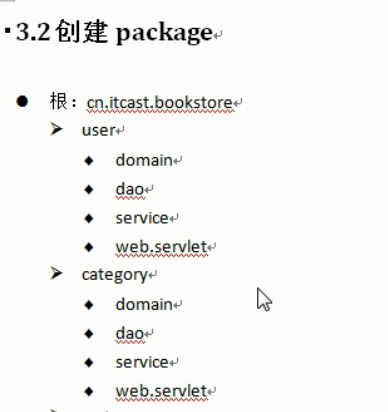 3.2 创建 package
根：cn.itcast.bookstore
user
domain
dao
service
web.servlet
category
domain
dao
service
web.servlet